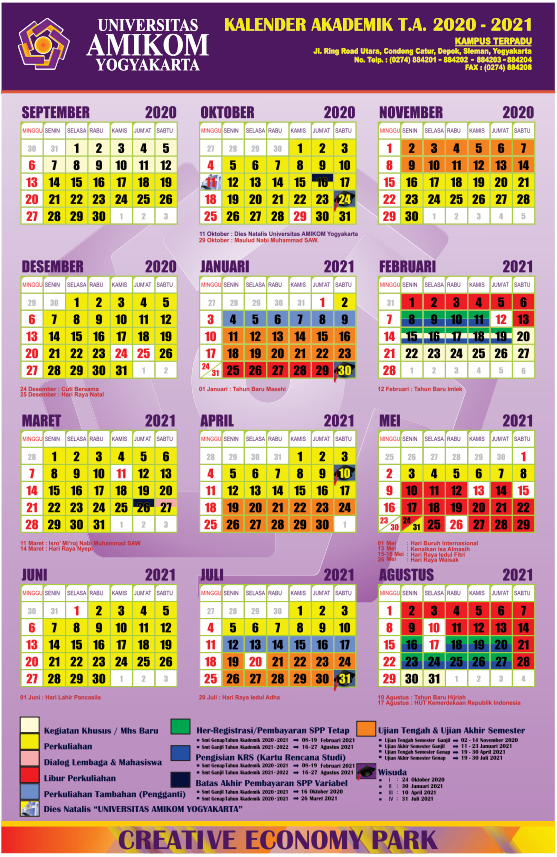 UNIVERSITAS
AMIKOM
YOGYAKARTA
KALENDER AKADEMIK T.A. 2020 - 2021
KAMPUS TERPADU
Jl. Ring Road Utara, Condong Catur, Depok, Sleman, Yogyakarta
No. Telp. : (0274) 884201 - 884202 - 884203 - 884204
FAX : (0274) 884208
SEPTEMBER 2020
MINGGU SENIN SELASA RABU KAMIS JUM'AT SABTU
30 31 1 2 3 4 5
6 7 8 9 10 11 12
13 14 15 16 17 18 19
20 21 22 23 24 25 26
27 28 29 30 1 2 3
OKTOBER 2020
MINGGU SENIN SELASA RABU KAMIS JUM'AT SABTU
27 28 29 30 1 2 3
4 5 6 7 8 9 10
11 12 13 14 15 16 17
18 19 20 21 22 23 24
25 26 27 28 29 30 31
11 Oktober : Dies Natalis Universitas AMIKOM Yogyakarta
29 Oktober : Maulud Nabi Muhammad SAW.
NOVEMBER 2020
MINGGU SENIN SELASA RABU KAMIS JUM'AT SABTU
1 2 3 4 5 6 7
8 9 10 11 12 13 14
15 16 17 18 19 20 21
22 23 24 25 26 27 28
29 30 1 2 3 4 5
DESEMBER 2020
MINGGU SENIN SELASA RABU KAMIS JUM'AT SABTU
29 30 1 2 3 4 5
6 7 8 9 10 11 12
13 14 15 16 17 18 19
20 21 22 23 24 25 26
27 28 29 30 31 1 2
24 Desember : Cuti Bersama
25 Desember : Hari Raya Natal
JANUARI 2021
MINGGU SENIN SELASA RABU KAMIS JUM'AT SABTU
27 28 29 30 31 1 2
3 4 5 6 7 8 9
10 11 12 13 14 15 16
17 18 19 20 21 22 23
24/31 25 26 27 28 29 30
01 Januari : Tahun Baru Masehi
FEBRUARI 2021
MINGGU SENIN SELASA RABU KAMIS JUM'AT SABTU
31 1 2 3 4 5 6
7 8 9 10 11 12 13
14 15 16 17 18 19 20
21 22 23 24 25 26 27
28 1 2 3 4 5 6
12 Februari : Tahun Baru Imlek
MARET 2021
MINGGU SENIN SELASA RABU KAMIS JUM'AT SABTU
28 1 2 3 4 5 6
7 8 9 10 11 12 13
14 15 16 17 18 19 20
21 22 23 24 25 26 27
28 29 30 31 1 2 3
11 Maret : Isro' Mi'roj Nabi Muhammad SAW
14 Maret : Hari Raya Nyepi
APRIL 2021
MINGGU SENIN SELASA RABU KAMIS JUM'AT SABTU
28 29 30 31 1 2 3
4 5 6 7 8 9 10
11 12 13 14 15 16 17
18 19 20 21 22 23 24
25 26 27 28 29 30 1
MEI 2021
MINGGU SENIN SELASA RABU KAMIS JUM'AT SABTU
25 26 27 28 29 30 1
2 3 4 5 6 7 8
9 10 11 12 13 14 15
16 17 18 19 20 21 22
23/30 24/31 25 26 27 28 29
01 Mei : Hari Buruh Internasional
13 Mei : Kenaikan Isa Almasih
Mei : Hari Raya Iedul Fitri
26 Mei : Hari Raya Waisak
JUNI 2021
MINGGU SENIN SELASA RABU KAMIS JUM'AT SABTU
30 31 1 2 3 4 5
6 7 8 9 10 11 12
13 14 15 16 17 18 19
20 21 22 23 24 25 26
27 28 29 30 1 2 3
01 Juni : Hari Lahir Pancasila
JULI 2021
MINGGU SENIN SELASA RABU KAMIS JUM'AT SABTU
27 28 29 30 1 2 3
4 5 6 7 8 9 10
11 12 13 14 15 16 17
18 19 20 21 22 23 24
25 26 27 28 29 30 31
20 Juli : Hari Raya Iedul Adha
AGUSTUS 2021
MINGGU SENIN SELASA RABU KAMIS JUM'AT SABTU
1 2 3 4 5 6 7
8 9 10 11 12 13 14
15 16 17 18 19 20 21
22 23 24 25 26 27 28
29 30 31 1 2 3 4
10 Agustus : Tahun Baru Hijriah
17 Agustus : HUT Kemerdekaan Republik Indonesia
Kegiatan Khusus / Mhs Baru
Perkuliahan
Dialog Lembaga & Mahasiswa
Libur Perkuliahan
Perkuliahan Tambahan (Pengganti)
Dies Natalis "UNIVERSITAS AMIKOM YOGYAKARTA"
Her-Registrasi/Pembayaran SPP Tetap
Smt Genap Tahun Akademik 2020 - 2021 ⇒ 08-19 Februari 2021
Smt Ganjil Tahun Akademik 2021 - 2022 ⇒ 16-27 Agustus 2021
Pengisian KRS (Kartu Rencana Studi)
Smt Genap Tahun Akademik 2020 - 2021 ⇒ 08-19 Februari 2021
Smt Ganjil Tahun Akademik 2021 - 2022 ⇒ 16-27 Agustus 2021
Batas Akhir Pembayaran SPP Variabel
Smt Ganjil Tahun Akademik 2020 - 2021 ⇒ 16 Oktober 2020
Smt Genap Tahun Akademik 2020 - 2021 ⇒ 26 Maret 2021
Ujian Tengah & Ujian Akhir Semester
Ujian Tengah Semester Ganjil ⇒ 02 - 14 November 2020
Ujian Akhir Semester Ganjil ⇒ 11 - 23 Januari 2021
Ujian Tengah Semester Genap ⇒ 19 - 30 April 2021
Ujian Akhir Semester Genap ⇒ 19 - 30 Juli 2021
Wisuda
I : 24 Oktober 2020
II : 30 Januari 2021
III : 10 April 2021
IV : 31 Juli 2021
CREATIVE ECONOMY PARK